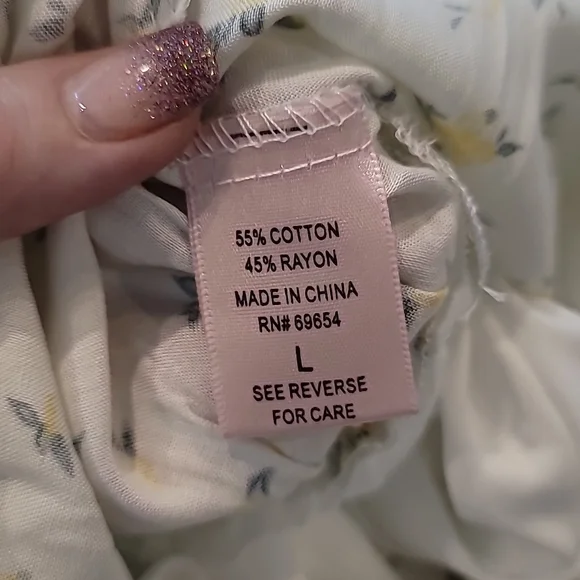 55% COTTON
45% RAYON
MADE IN CHINA
RN# 69654
L
SEE REVERSE
FOR CARE